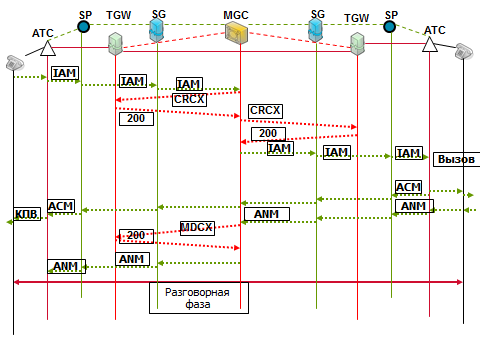 SP
TGW
SG
MGC
SG
TGW
SP
АТС
АТС
IAM
IAM
IAM
CRCX
200
CRCX
200
IAM
IAM
IAM
Вызов
ACM
КПВ
ACM
ANM
ANM
MDCX
200
ANM
ANM
Разговорная
фаза